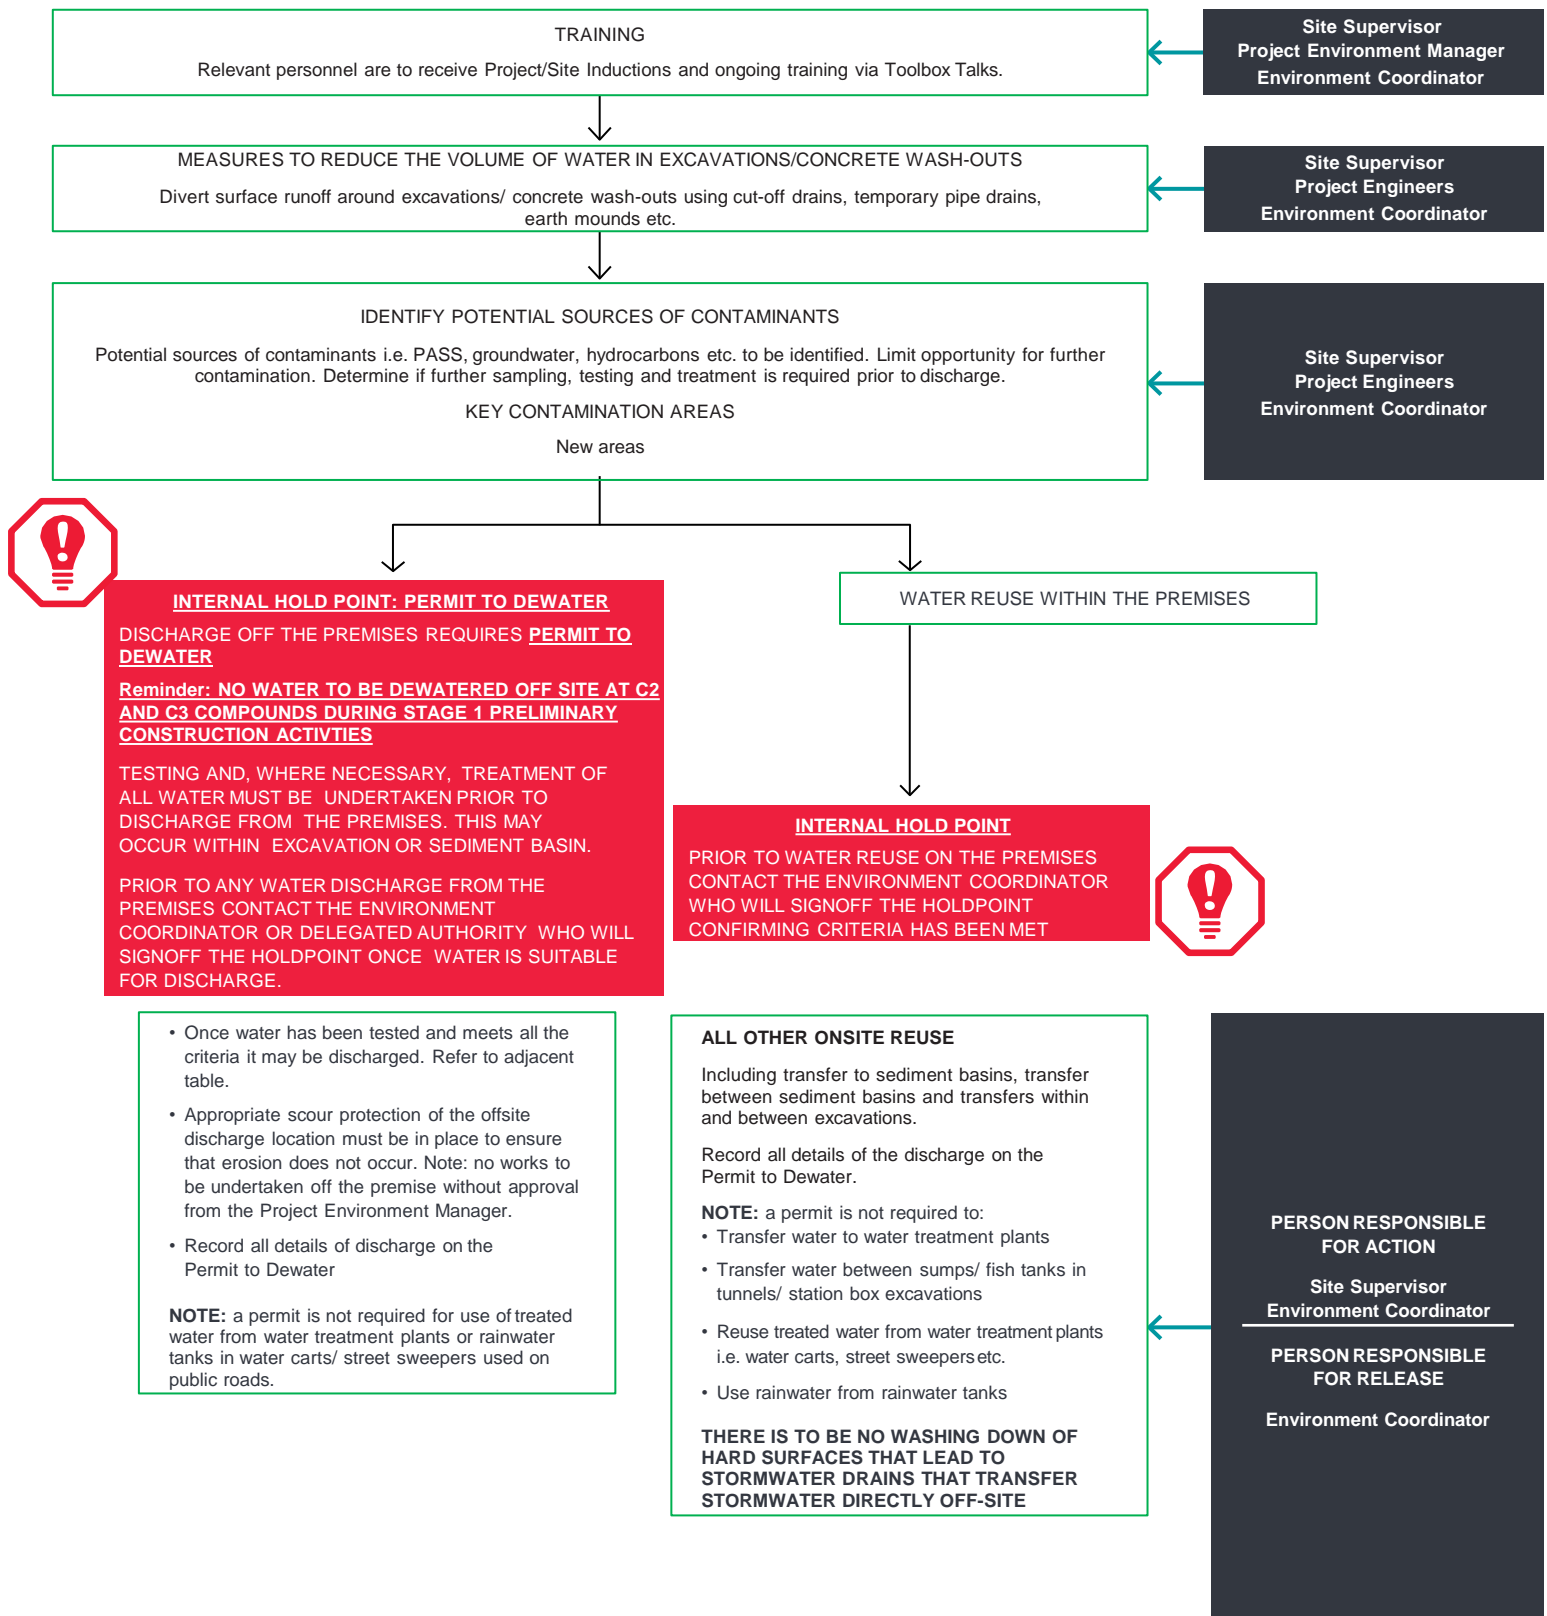 TRAINING
Relevant personnel are to receive Project/Site Inductions and ongoing training via Toolbox Talks.
Site Supervisor
Project Environment Manager
Environment Coordinator
MEASURES TO REDUCE THE VOLUME OF WATER IN EXCAVATIONS/CONCRETE WASH-OUTS
Divert surface runoff around excavations/ concrete wash-outs using cut-off drains, temporary pipe drains,
earth mounds etc.
Site Supervisor
Project Engineers
Environment Coordinator
IDENTIFY POTENTIAL SOURCES OF CONTAMINANTS
Potential sources of contaminants i.e. PASS, groundwater, hydrocarbons etc. to be identified. Limit opportunity for further
contamination. Determine if further sampling, testing and treatment is required prior to discharge.
KEY CONTAMINATION AREAS
New areas
Site Supervisor
Project Engineers
Environment Coordinator
INTERNAL HOLD POINT: PERMIT TO DEWATER
DISCHARGE OFF THE PREMISES REQUIRES PERMIT TO
DEWATER
Reminder: NO WATER TO BE DEWATERED OFF SITE AT C2
AND C3 COMPOUNDS DURING STAGE 1 PRELIMINARY
CONSTRUCTION ACTIVTIES
TESTING AND, WHERE NECESSARY, TREATMENT OF
ALL WATER MUST BE UNDERTAKEN PRIOR TO
DISCHARGE FROM THE PREMISES. THIS MAY
OCCUR WITHIN EXCAVATION OR SEDIMENT BASIN.
PRIOR TO ANY WATER DISCHARGE FROM THE
PREMISES CONTACT THE ENVIRONMENT
COORDINATOR OR DELEGATED AUTHORITY WHO WILL
SIGNOFF THE HOLDPOINT ONCE WATER IS SUITABLE
FOR DISCHARGE.
WATER REUSE WITHIN THE PREMISES
INTERNAL HOLD POINT
PRIOR TO WATER REUSE ON THE PREMISES
CONTACT THE ENVIRONMENT COORDINATOR
WHO WILL SIGNOFF THE HOLDPOINT
CONFIRMING CRITERIA HAS BEEN MET
• Once water has been tested and meets all the
criteria it may be discharged. Refer to adjacent
table.
• Appropriate scour protection of the offsite
discharge location must be in place to ensure
that erosion does not occur. Note: no works to
be undertaken off the premise without approval
from the Project Environment Manager.
• Record all details of discharge on the
Permit to Dewater
NOTE: a permit is not required for use of treated
water from water treatment plants or rainwater
tanks in water carts/ street sweepers used on
public roads.
ALL OTHER ONSITE REUSE
Including transfer to sediment basins, transfer
between sediment basins and transfers within
and between excavations.
Record all details of the discharge on the
Permit to Dewater.
NOTE: a permit is not required to:
• Transfer water to water treatment plants
• Transfer water between sumps/ fish tanks in
tunnels/ station box excavations
• Reuse treated water from water treatment plants
i.e. water carts, street sweepers etc.
• Use rainwater from rainwater tanks
THERE IS TO BE NO WASHING DOWN OF
HARD SURFACES THAT LEAD TO
STORMWATER DRAINS THAT TRANSFER
STORMWATER DIRECTLY OFF-SITE
PERSON RESPONSIBLE
FOR ACTION
Site Supervisor
Environment Coordinator
PERSON RESPONSIBLE
FOR RELEASE
Environment Coordinator